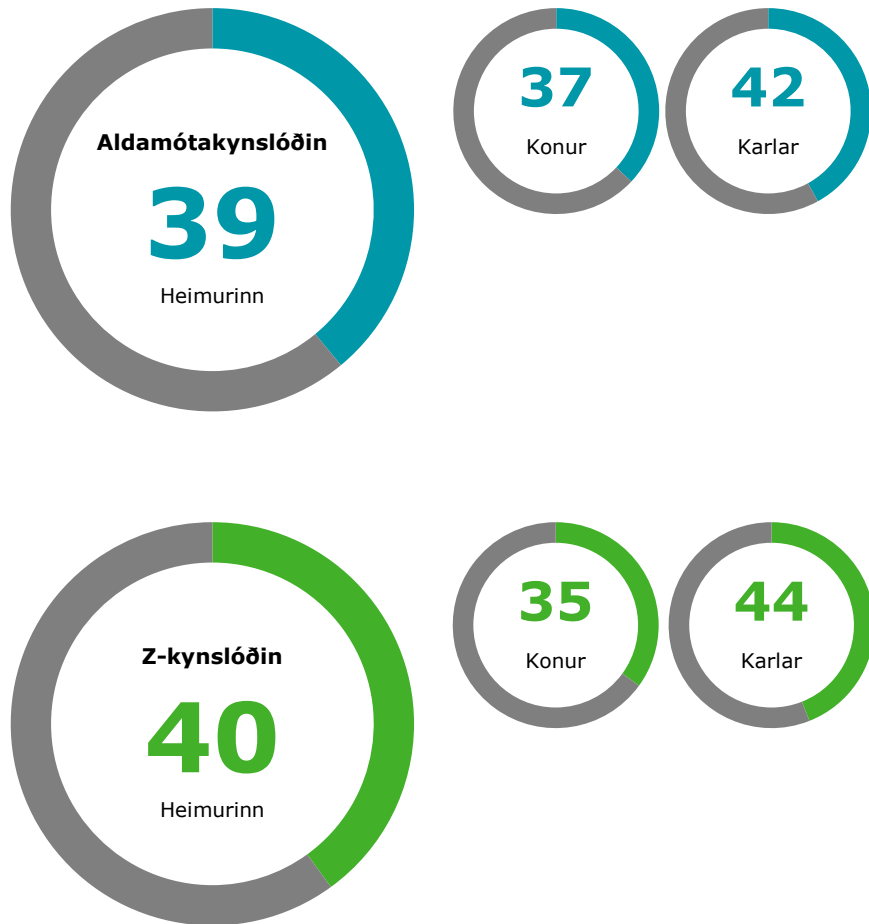 Aldamótakynslóðin
39
Heimurinn
37
Konur
42
Karlar
Z-kynslóðin
40
Heimurinn
35
Konur
44
Karlar